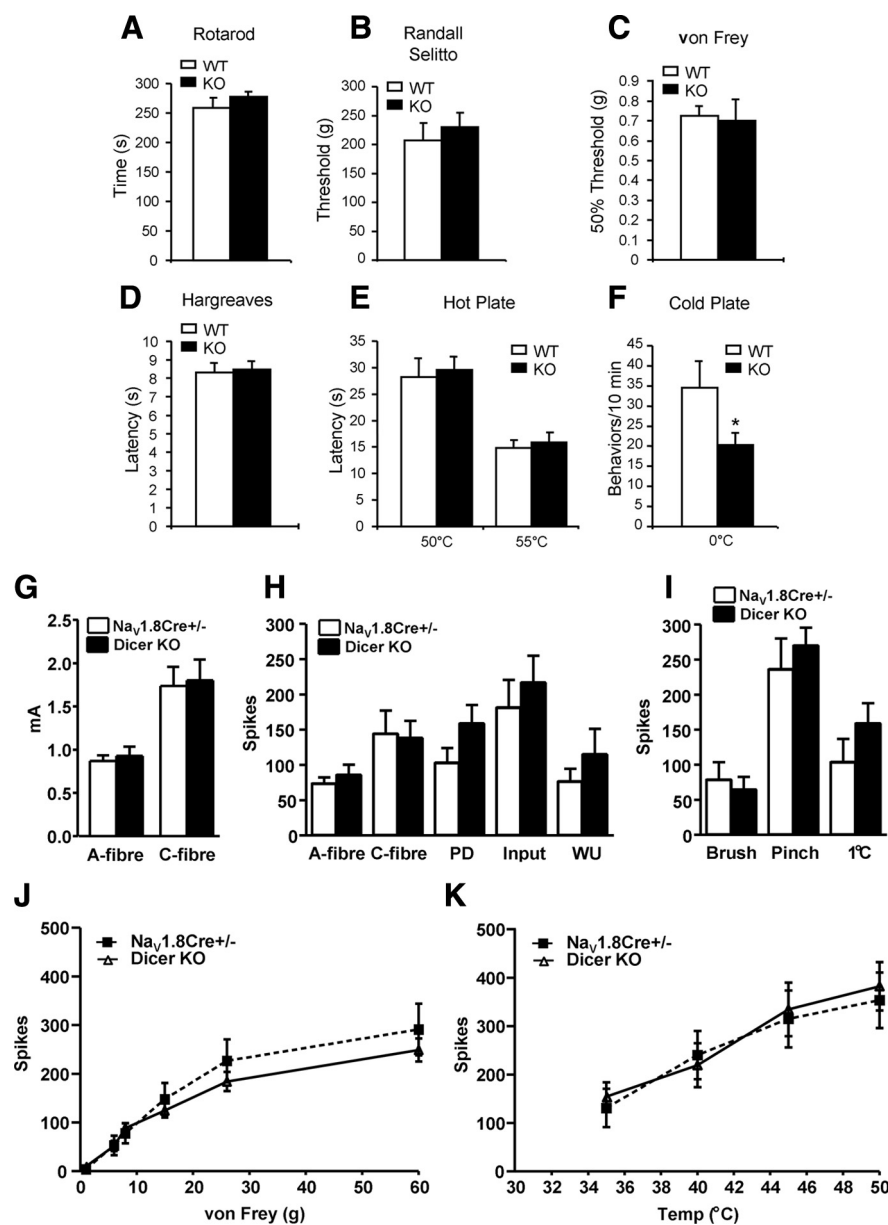 A
Rotarod
WT
KO
Time (s)
300
250
200
150
100
50
0
B
Randall
Selitto
WT
KO
Threshold (g)
300
250
200
150
100
50
0
C
von Frey
WT
KO
50% Threshold (g)
0.9
0.8
0.7
0.6
0.5
0.4
0.3
0.2
0.1
0
D
Hargreaves
WT
KO
Latency (s)
10
9
8
7
6
5
4
3
2
1
0
E
Hot Plate
WT
KO
Latency (s)
35
30
25
20
15
10
5
0
50°C
55°C
F
Cold Plate
WT
KO
Behaviors/10 min
45
40
35
30
25
20
15
10
5
0
*
0°C
G
NaV1.8Cre+/-
Dicer KO
mA
2.5
2.0
1.5
1.0
0.5
0.0
A-fibre
C-fibre
H
NaV1.8Cre+/-
Dicer KO
Spikes
300
250
200
150
100
50
0
A-fibre
C-fibre
PD
Input
WU
I
NaV1.8Cre+/-
Dicer KO
Spikes
300
250
200
150
100
50
0
Brush
Pinch
1°C
J
NaV1.8Cre+/-
Dicer KO
Spikes
500
400
300
200
100
0
0
10
20
30
40
50
60
von Frey (g)
K
NaV1.8Cre+/-
Dicer KO
Spikes
500
400
300
200
100
0
30
32
34
36
38
40
42
44
46
48
50
Temp (°C)